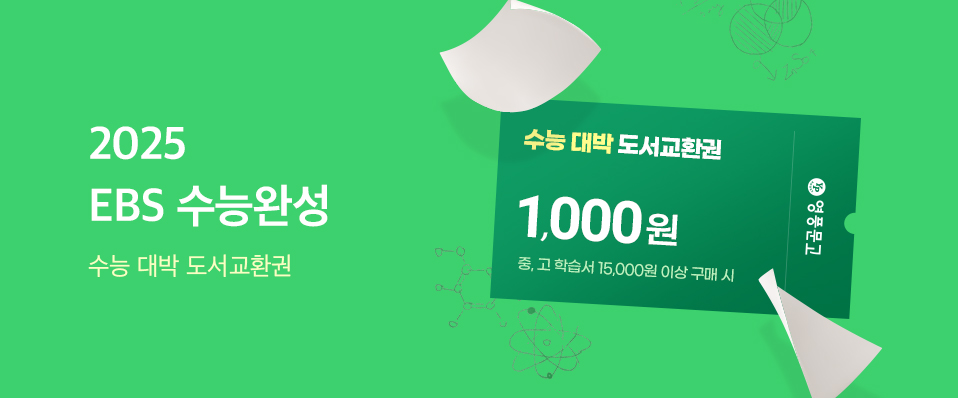 2025
EBS 수능완성
수능 대박 도서교환권
수능 대박 도서교환권
1,000원
중, 고 학습서 15,000원 이상 구매 시
영풍문고